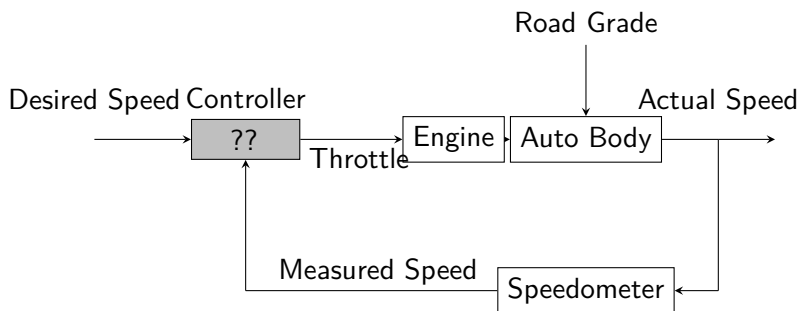 Road Grade
Desired Speed
Controller
Actual Speed
??
Engine
Auto Body
Throttle
Measured Speed
Speedometer